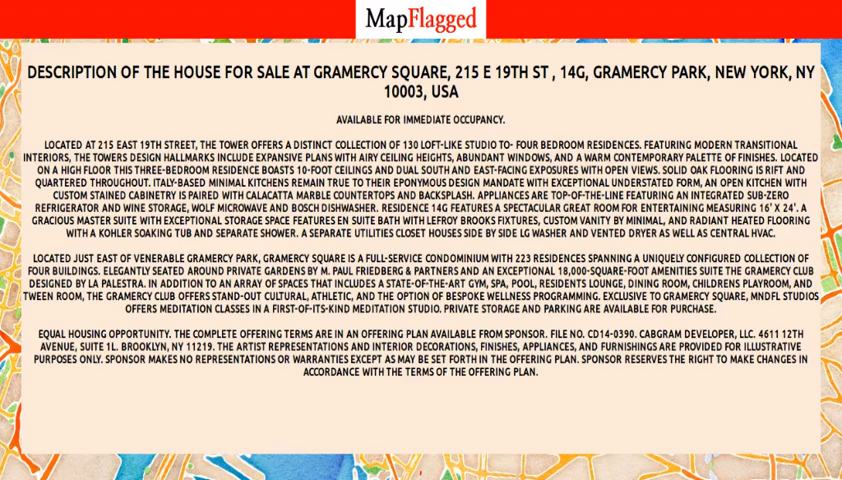 MapFlagged
DESCRIPTION OF THE HOUSE FOR SALE AT GRAMERCY SQUARE, 215 E 19TH ST , 14G, GRAMERCY PARK, NEW YORK, NY
10003, USA
AVAILABLE FOR IMMEDIATE OCCUPANCY.
LOCATED AT 215 EAST 19TH STREET, THE TOWER OFFERS A DISTINCT COLLECTION OF 130 LOFT-LIKE STUDIO TO- FOUR BEDROOM RESIDENCES. FEATURING MODERN TRANSITIONAL
INTERIORS, THE TOWERS DESIGN HALLMARKS INCLUDE EXPANSIVE PLANS WITH AIRY CEILING HEIGHTS, ABUNDANT WINDOWS, AND A WARM CONTEMPORARY PALETTE OF FINISHES. LOCATED
ON A HIGH FLOOR THIS THREE-BEDROOM RESIDENCE BOASTS 10-FOOT CEILINGS AND DUAL SOUTH AND EAST-FACING EXPOSURES WITH OPEN VIEWS. SOLID OAK FLOORING IS RIFT AND
QUARTERED THROUGHOUT. ITALY-BASED MINIMAL KITCHENS REMAIN TRUE TO THEIR EPONYMOUS DESIGN MANDATE WITH EXCEPTIONAL UNDERSTATED FORM, AN OPEN KITCHEN WITH
CUSTOM STAINED CABINETRY IS PAIRED WITH CALACATTA MARBLE COUNTERTOPS AND BACKSPLASH. APPLIANCES ARE TOP-OF-THE-LINE FEATURING AN INTEGRATED SUB-ZERO
REFRIGERATOR AND WINE STORAGE, WOLF MICROWAVE AND BOSCH DISHWASHER. RESIDENCE 14G FEATURES A SPECTACULAR GREAT ROOM FOR ENTERTAINING MEASURING 16' X 24'. A
GRACIOUS MASTER SUITE WITH EXCEPTIONAL STORAGE SPACE FEATURES EN SUITE BATH WITH LEFROY BROOKS FIXTURES, CUSTOM VANITY BY MINIMAL, AND RADIANT HEATED FLOORING
WITH A KOHLER SOAKING TUB AND SEPARATE SHOWER. A SEPARATE UTILITIES CLOSET HOUSES SIDE BY SIDE LG WASHER AND VENTED DRYER AS WELL AS CENTRAL HVAC.
LOCATED JUST EAST OF VENERABLE GRAMERCY PARK, GRAMERCY SQUARE IS A FULL-SERVICE CONDOMINIUM WITH 223 RESIDENCES SPANNING A UNIQUELY CONFIGURED COLLECTION OF
FOUR BUILDINGS. ELEGANTLY SEATED AROUND PRIVATE GARDENS BY M. PAUL FRIEDBERG & PARTNERS AND AN EXCEPTIONAL 18,000-SQUARE-FOOT AMENITIES SUITE THE GRAMERCY CLUB
DESIGNED BY LA PALESTRA. IN ADDITION TO AN ARRAY OF SPACES THAT INCLUDES A STATE-OF-THE-ART GYM, SPA, POOL, RESIDENTS LOUNGE, DINING ROOM, CHILDRENS PLAYROOM, AND
TWEEN ROOM, THE GRAMERCY CLUB OFFERS STAND-OUT CULTURAL, ATHLETIC, AND THE OPTION OF BESPOKE WELLNESS PROGRAMMING. EXCLUSIVE TO GRAMERCY SQUARE, MNDFL STUDIOS
OFFERS MEDITATION CLASSES IN A FIRST-OF-ITS-KIND MEDITATION STUDIO. PRIVATE STORAGE AND PARKING ARE AVAILABLE FOR PURCHASE.
EQUAL HOUSING OPPORTUNITY. THE COMPLETE OFFERING TERMS ARE IN AN OFFERING PLAN AVAILABLE FROM SPONSOR. FILE NO. CD14-0390. CABGRAM DEVELOPER, LLC. 4611 12TH
AVENUE, SUITE 1L. BROOKLYN, NY 11219. THE ARTIST REPRESENTATIONS AND INTERIOR DECORATIONS, FINISHES, APPLIANCES, AND FURNISHINGS ARE PROVIDED FOR ILLUSTRATIVE
PURPOSES ONLY. SPONSOR MAKES NO REPRESENTATIONS OR WARRANTIES EXCEPT AS MAY BE SET FORTH IN THE OFFERING PLAN. SPONSOR RESERVES THE RIGHT TO MAKE CHANGES IN
ACCORDANCE WITH THE TERMS OF THE OFFERING PLAN.